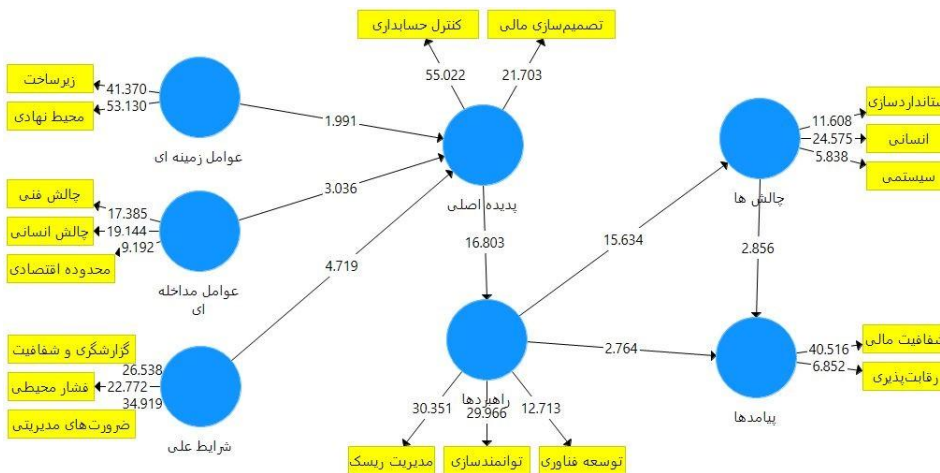 کنترل حسابداری
تصمیم‌سازی مالی
55.022
21.703
زیرساخت
41.370
53.130
محیط نهادی
عوامل زمینه ای
1.991
پدیده اصلی
ستانداردسازی
11.608
انسانی
24.575
5.838
سیستمی
چالش ها
چالش فنی
17.385
چالش انسانی
19.144
9.192
محدوده اقتصادی
عوامل مداخله
ای
3.036
4.719
16.803
15.634
2.856
گزارشگری و شفافیت
26.538
فشار محیطی
22.772
34.919
ضرورت‌های مدیریتی
شرایط علی
راهبردها
2.764
30.351
29.966
12.713
مدیریت ریسک
توانمندسازی
توسعه فناوری
شفافیت مالی
40.516
6.852
رقابت‌پذیری
پیامدها